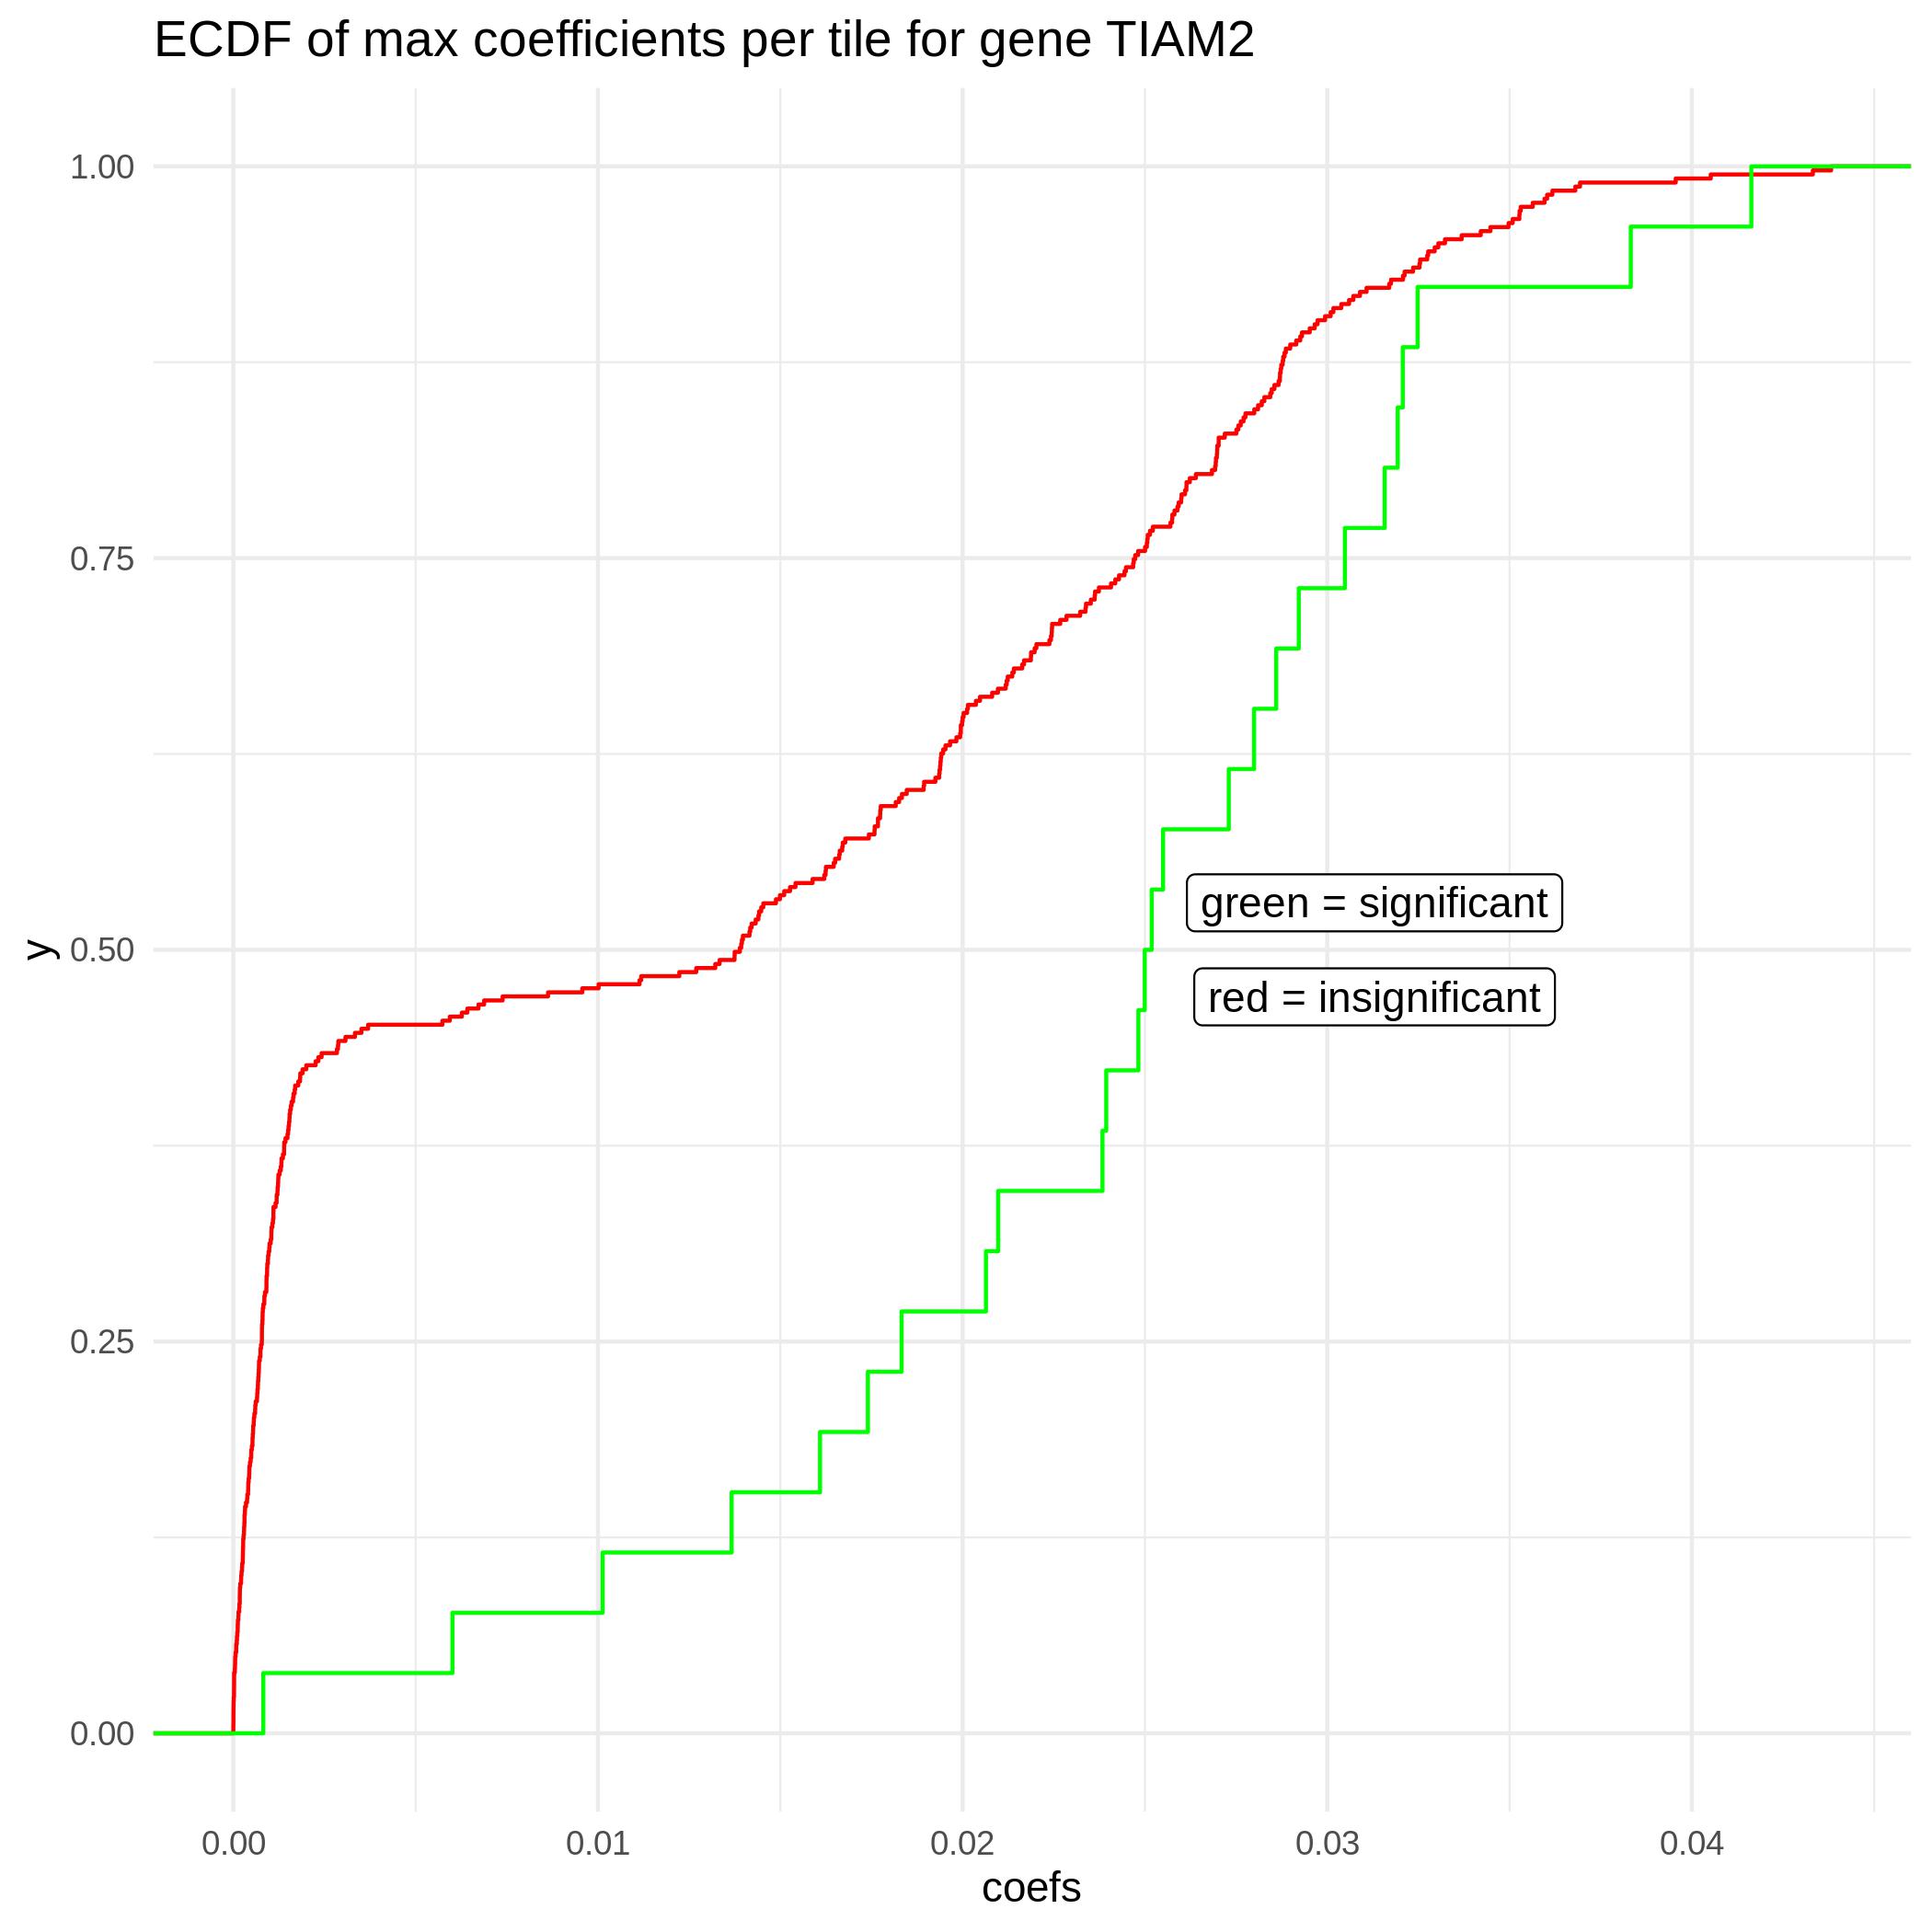 ECDF of max coefficients per tile for gene TIAM2
1.00
0.75
0.50
0.25
0.00
y
green = significant
red = insignificant
0.00 0.01 0.02 0.03 0.04
coefs